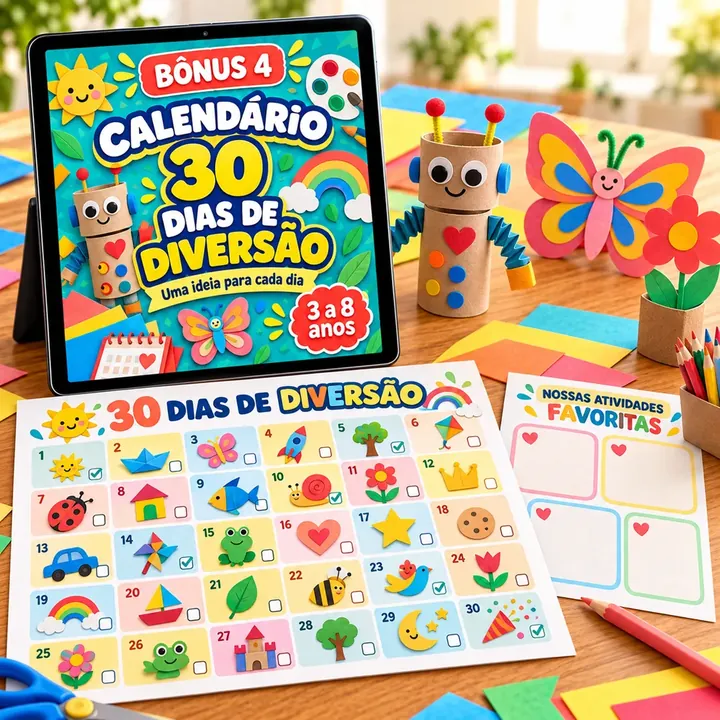 BÔNUS 4
CALENDÁRIO
30
DIAS DE
DIVERSÃO
Uma ideia para cada dia
3 a 8
anos
30 DIAS DE DIVERSÃO
1 2 3 4 5 6
7 8 9 10 11 12
13 14 15 16 17 18
19 20 21 22 23 24
25 26 27 28 29 30
NOSSAS ATIVIDADES
FAVORITAS